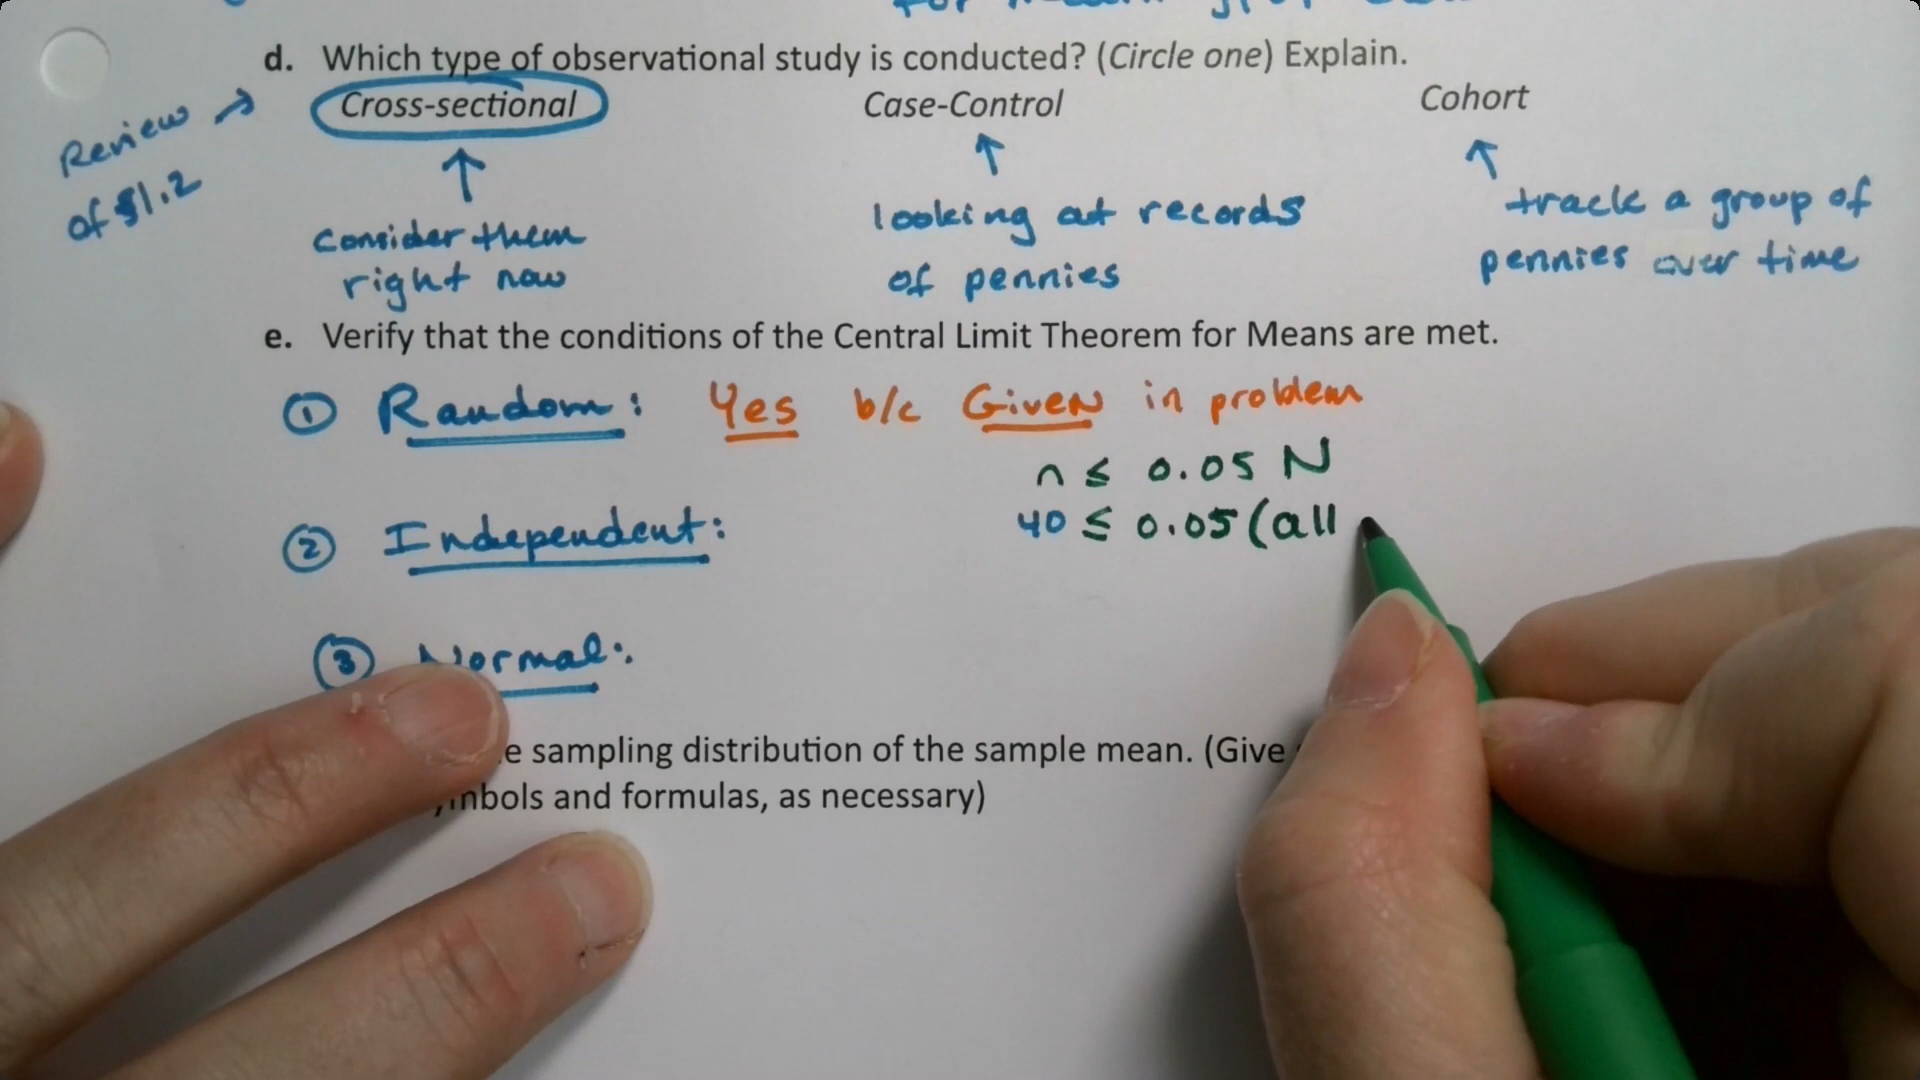 d. Which type of observational study is conducted? (Circle one) Explain.
Cross-sectional Case-Control Cohort
Review →
of §1.2
↑ ↑ ↑
consider them
right now
looking at records
of pennies
track a group of
pennies over time
e. Verify that the conditions of the Central Limit Theorem for Means are met.
① Random: Yes b/c Given in problem
n ≤ 0.05 N
② Independent: 40 ≤ 0.05 (all
③ Normal:
sampling distribution of the sample mean. (Give
and formulas, as necessary)